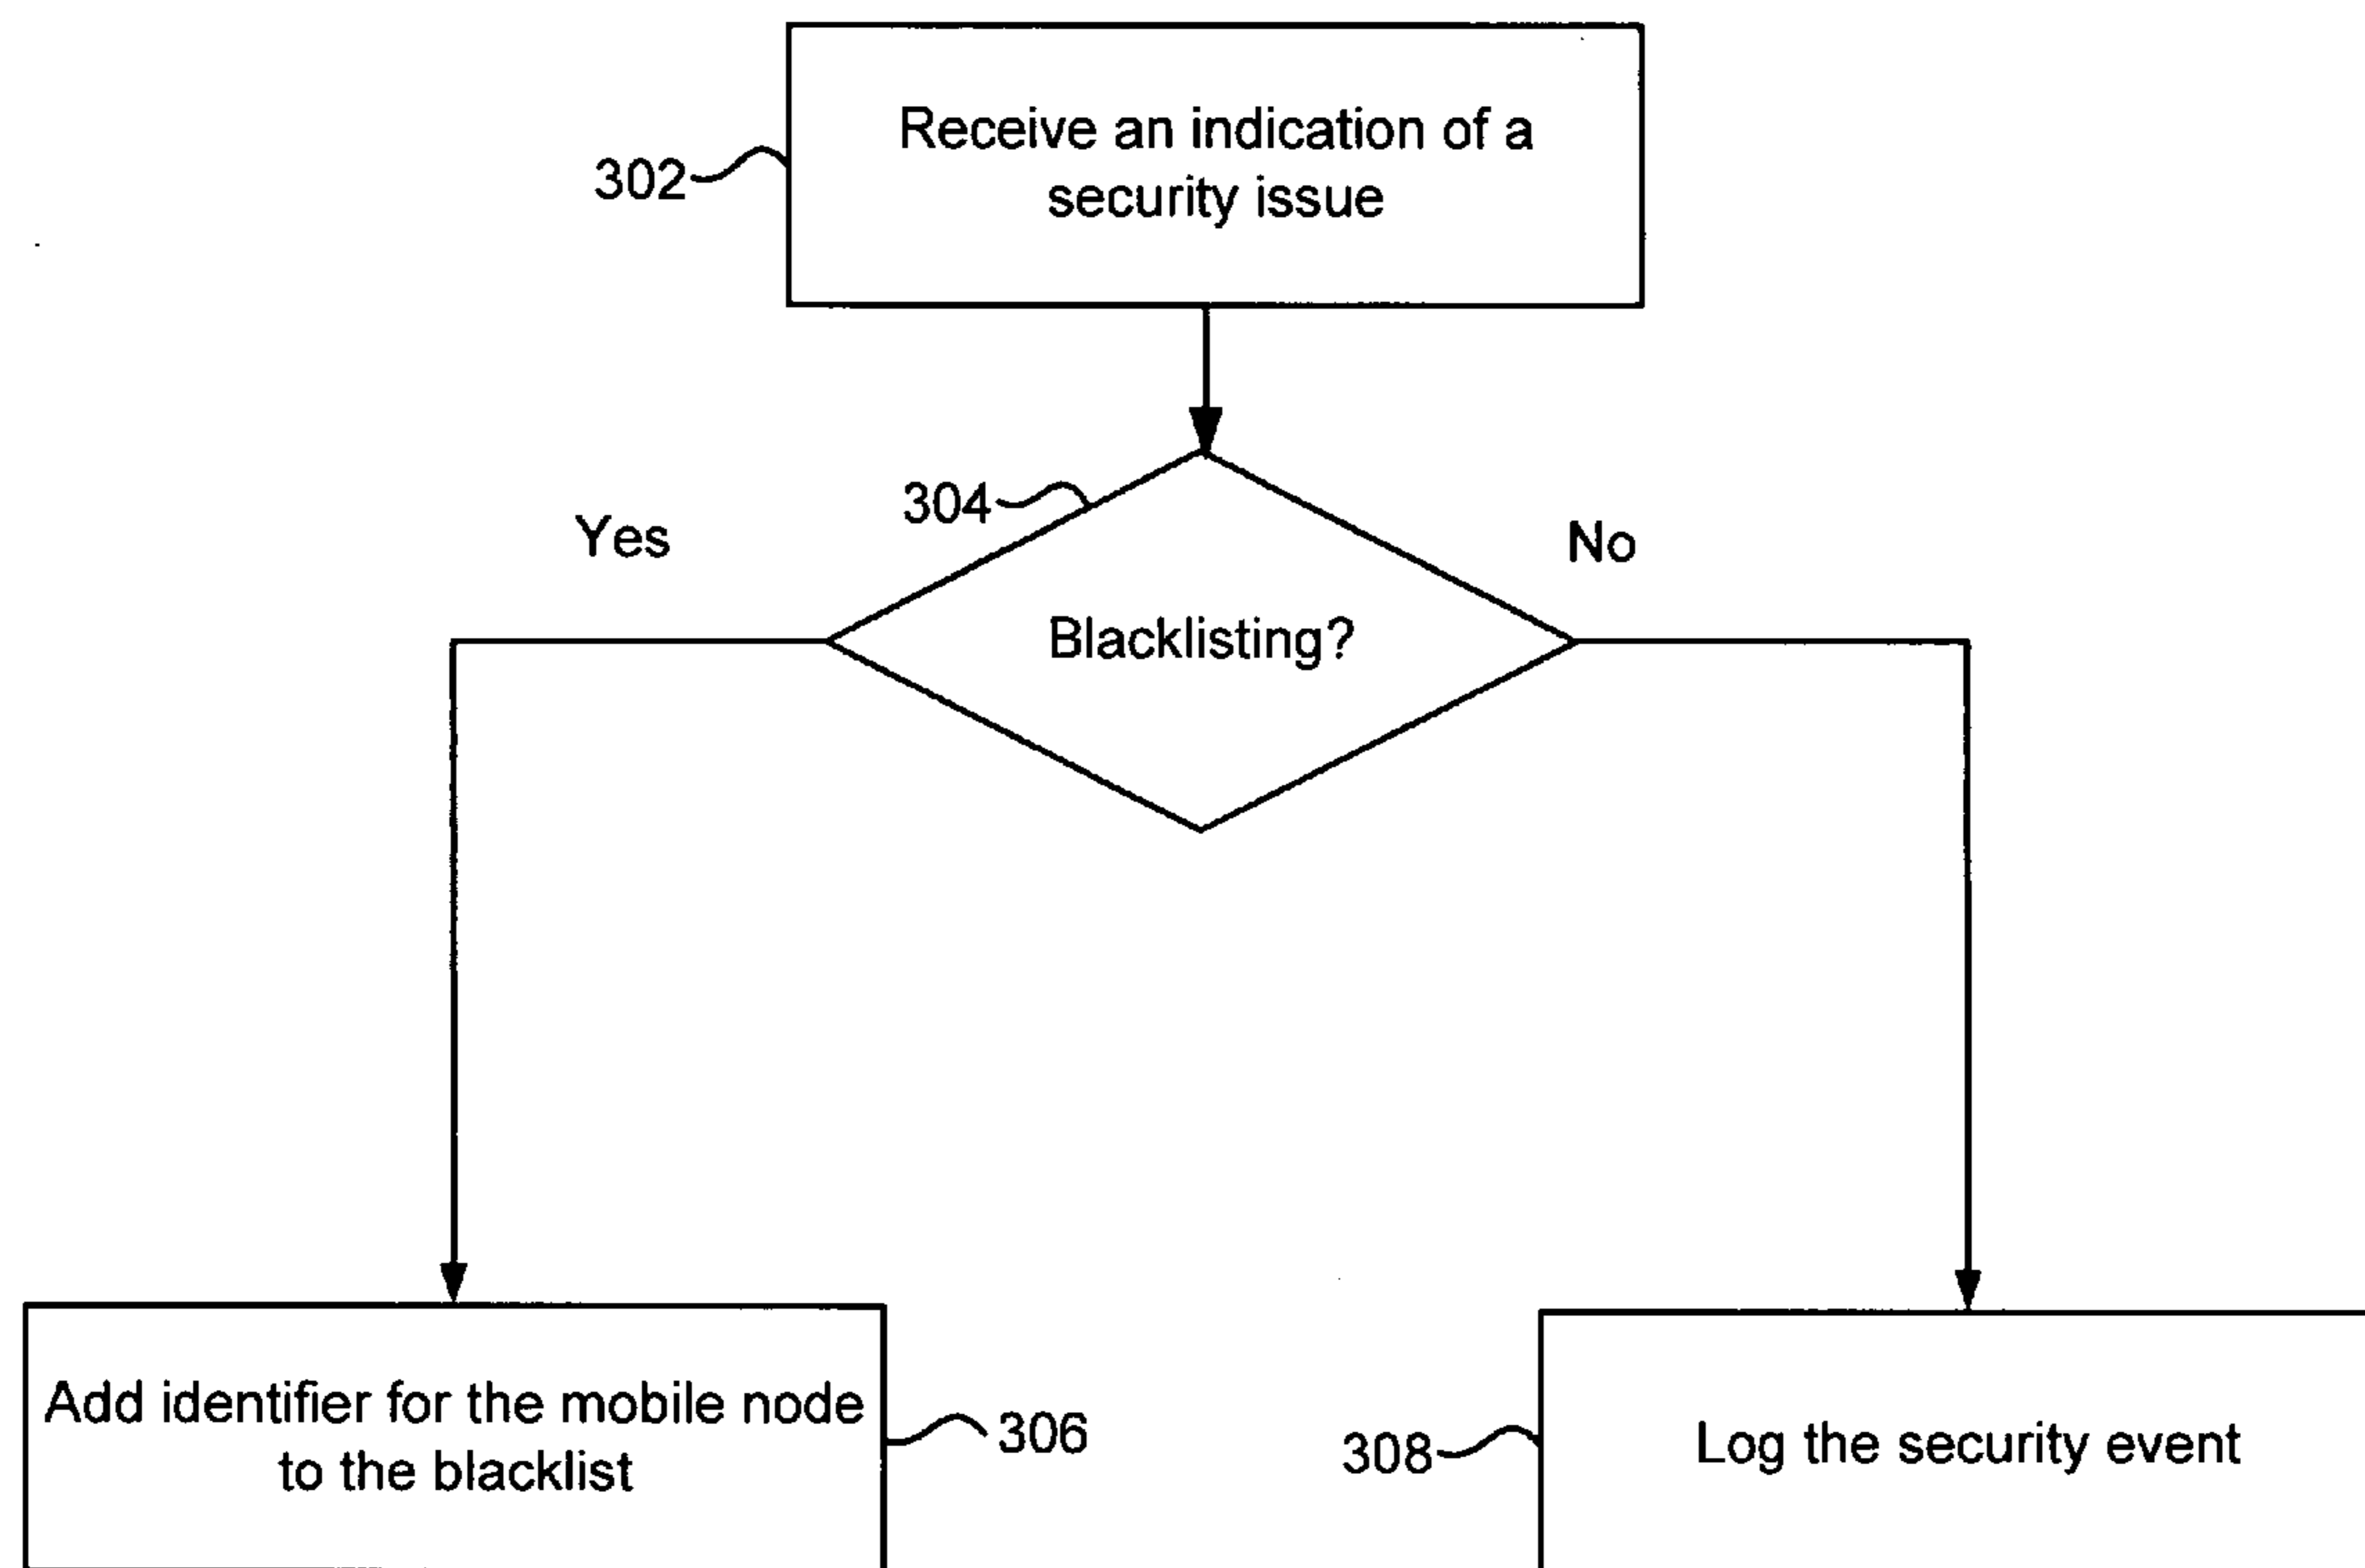 Receive an indication of a
security issue
302
304
Yes
No
Blacklisting?
Add identifier for the mobile node
to the blacklist
306
308
Log the security event